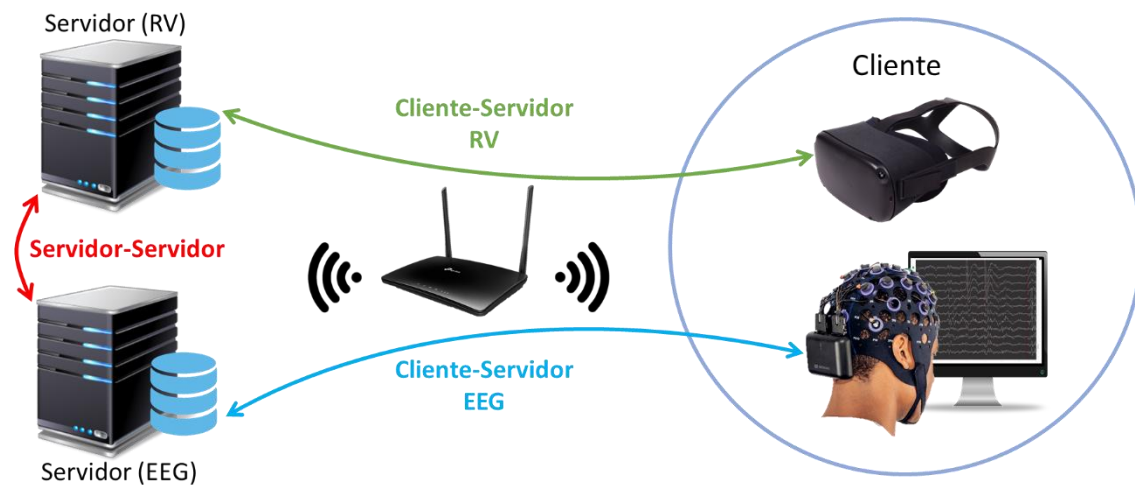 Servidor (RV)
Cliente
Cliente-Servidor
RV
Servidor-Servidor
Cliente-Servidor
EEG
Servidor (EEG)